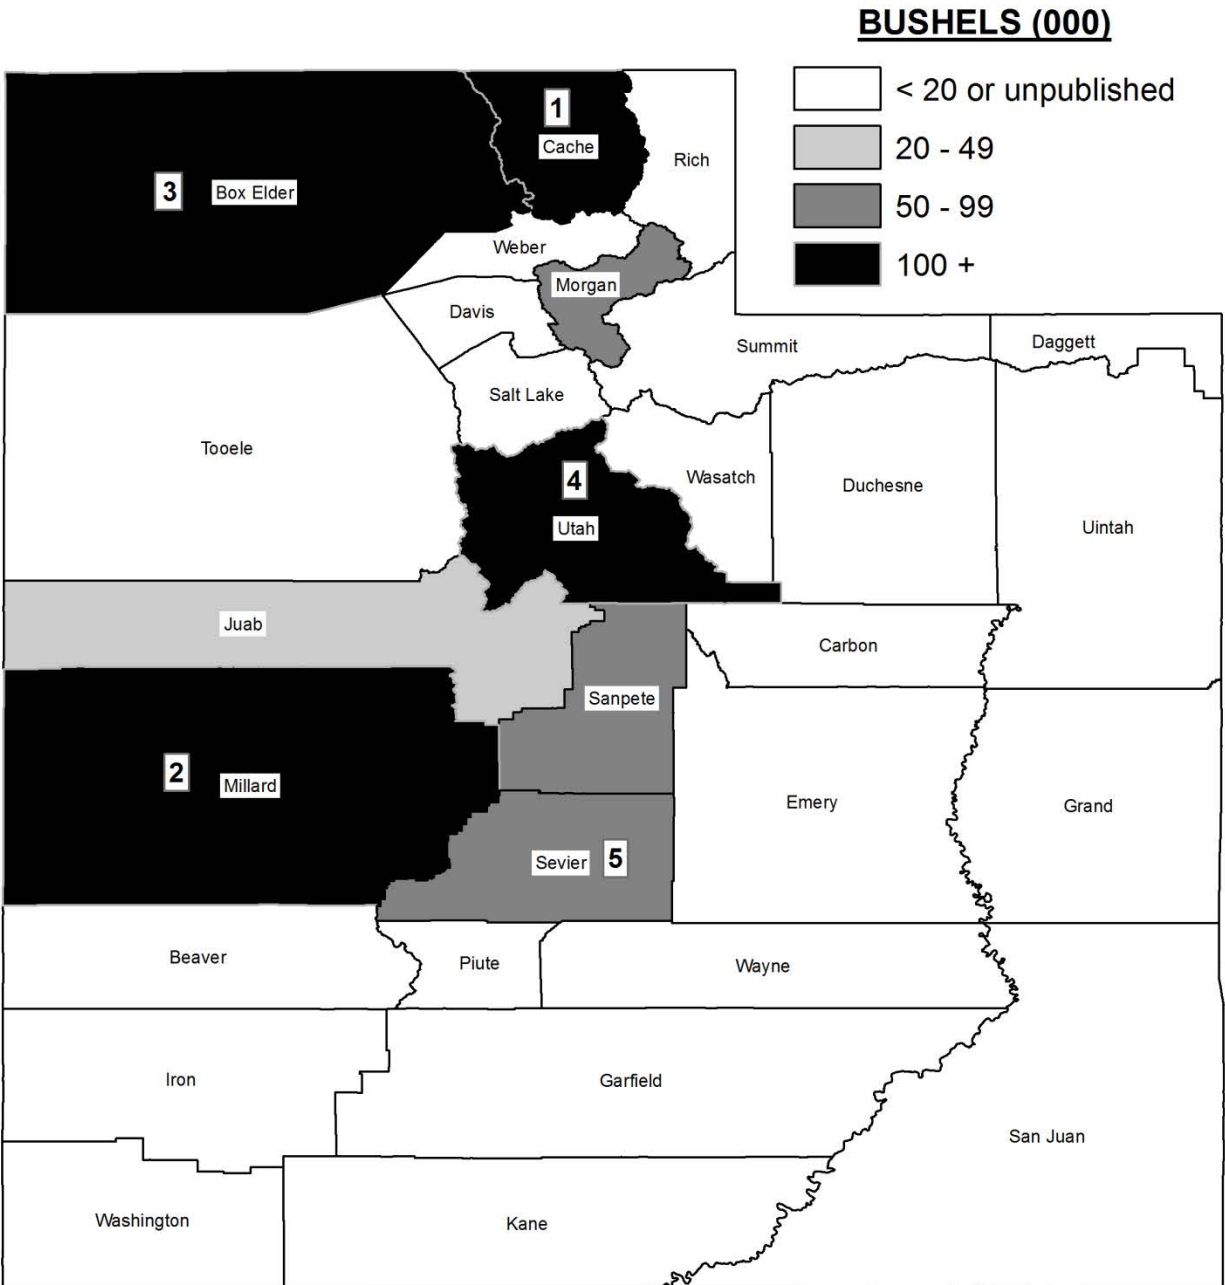 BUSHELS (000)
< 20 or unpublished
20 - 49
50 - 99
100 +
1
Cache
Rich
3 Box Elder
Weber
Morgan
Davis
Summit
Daggett
Salt Lake
Tooele
4
Wasatch
Duchesne
Utah
Uintah
Juab
Carbon
Sanpete
2
Millard
Emery
Grand
Sevier 5
Beaver
Piute
Wayne
Iron
Garfield
San Juan
Washington
Kane